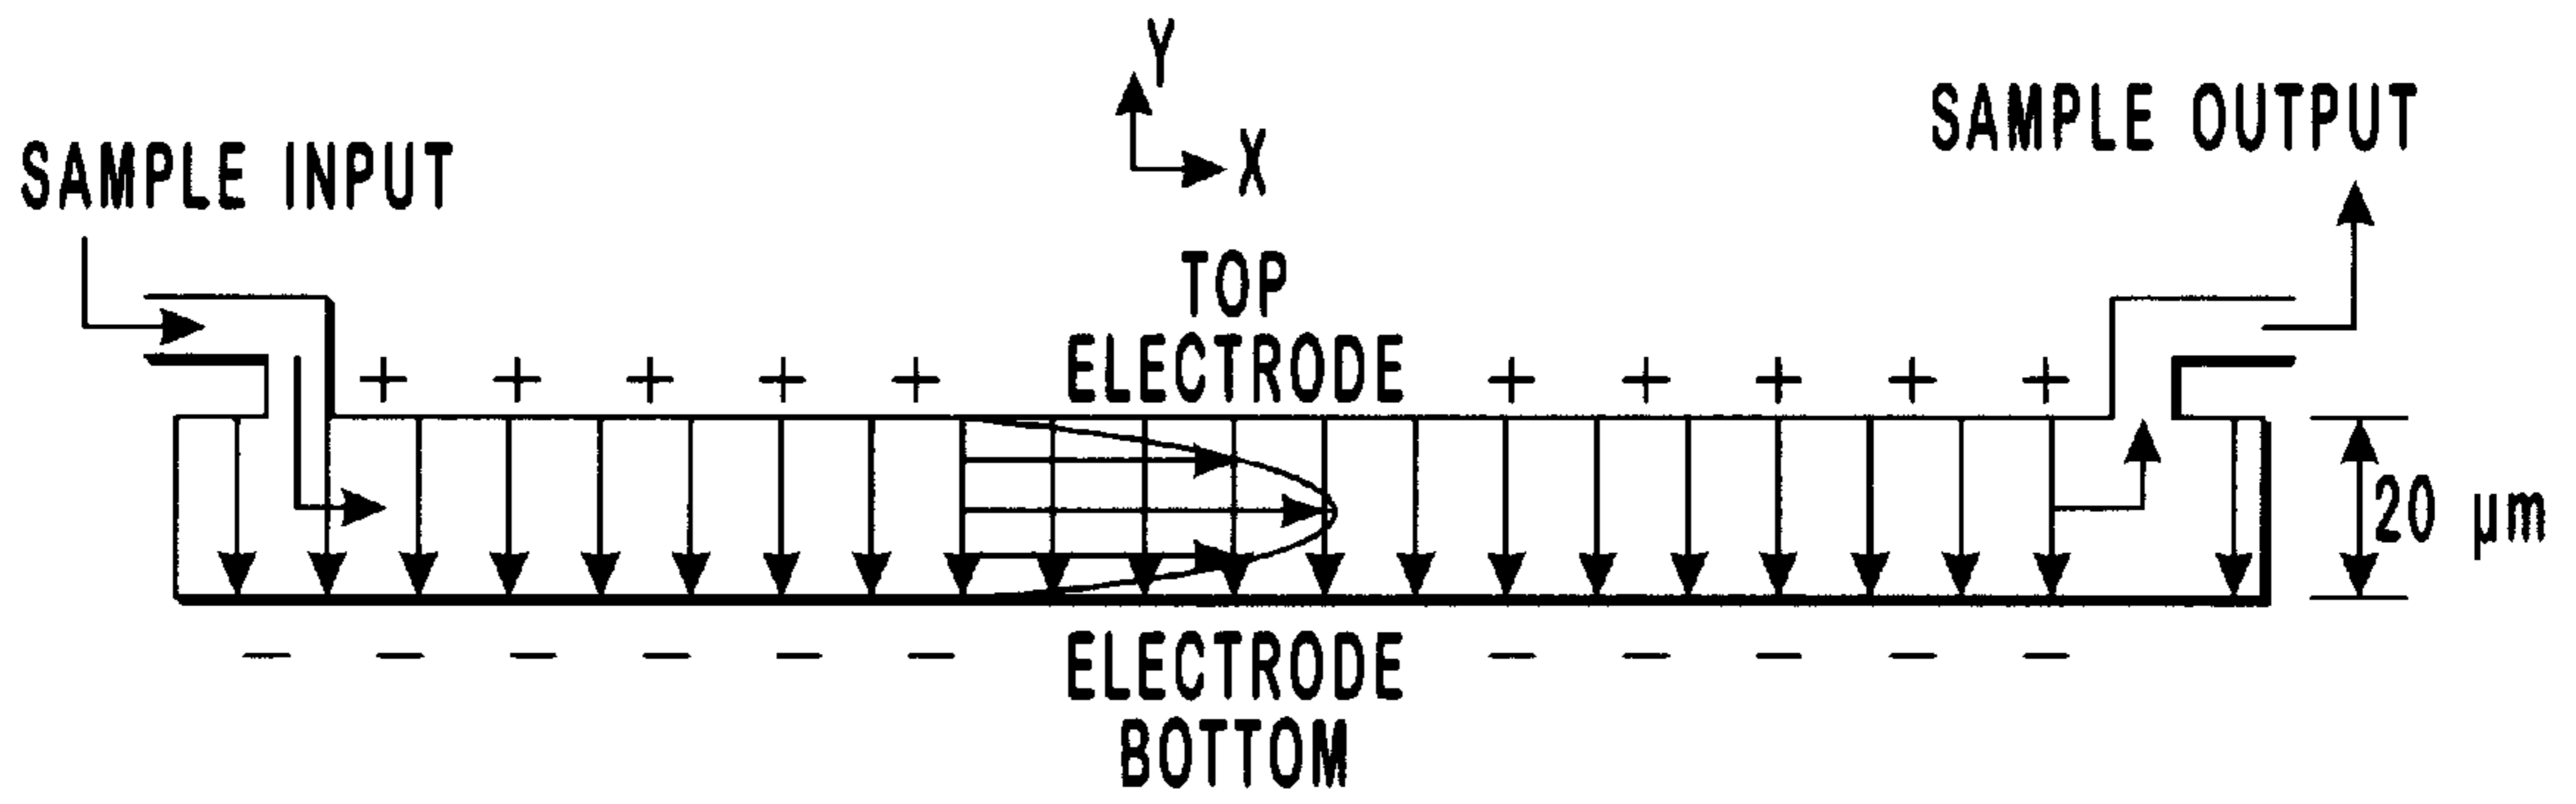 Y
X
SAMPLE INPUT
SAMPLE OUTPUT
TOP
ELECTRODE
+ + + + + + + + + +
20 μm
- - - - - - - - - - -
ELECTRODE
BOTTOM